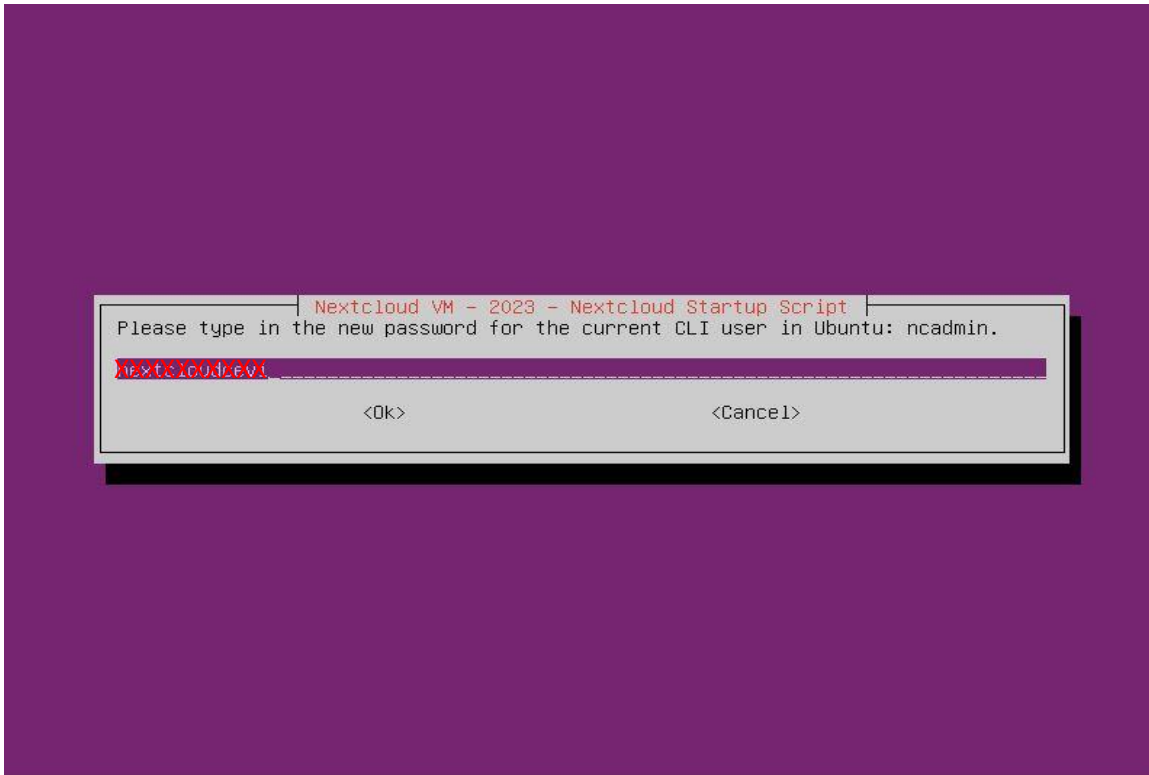 Nextcloud VM - 2023 - Nextcloud Startup Script
Please type in the new password for the current CLI user in Ubuntu: ncadmin.
<Ok> <Cancel>